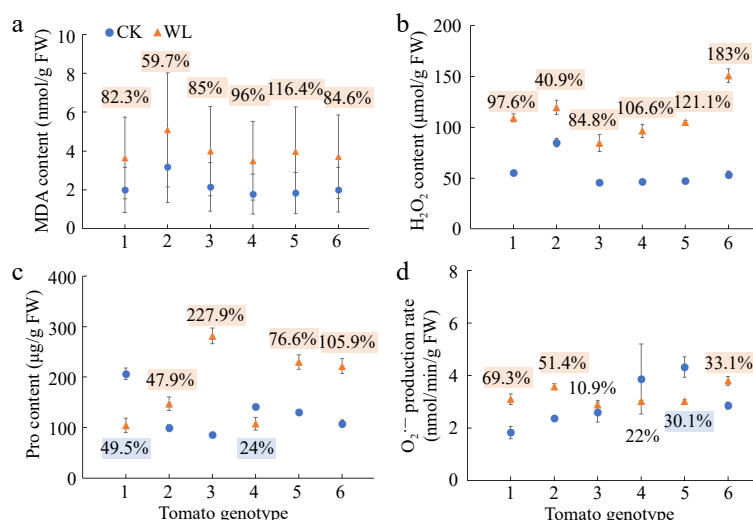 a
CK WL
MDA content (nmol/g FW)
10
8
6
4
2
0
82.3%
59.7%
85%
96%
116.4%
84.6%
1 2 3 4 5 6
b
H₂O₂ content (μmol/g FW)
200
150
100
50
0
97.6%
40.9%
84.8%
106.6%
121.1%
183%
1 2 3 4 5 6
c
Pro content (μg/g FW)
400
300
200
100
0
49.5%
47.9%
227.9%
24%
76.6%
105.9%
1 2 3 4 5 6
Tomato genotype
d
O₂·− production rate
(nmol/min/g FW)
8
6
4
2
0
69.3%
51.4%
10.9%
22%
30.1%
33.1%
1 2 3 4 5 6
Tomato genotype